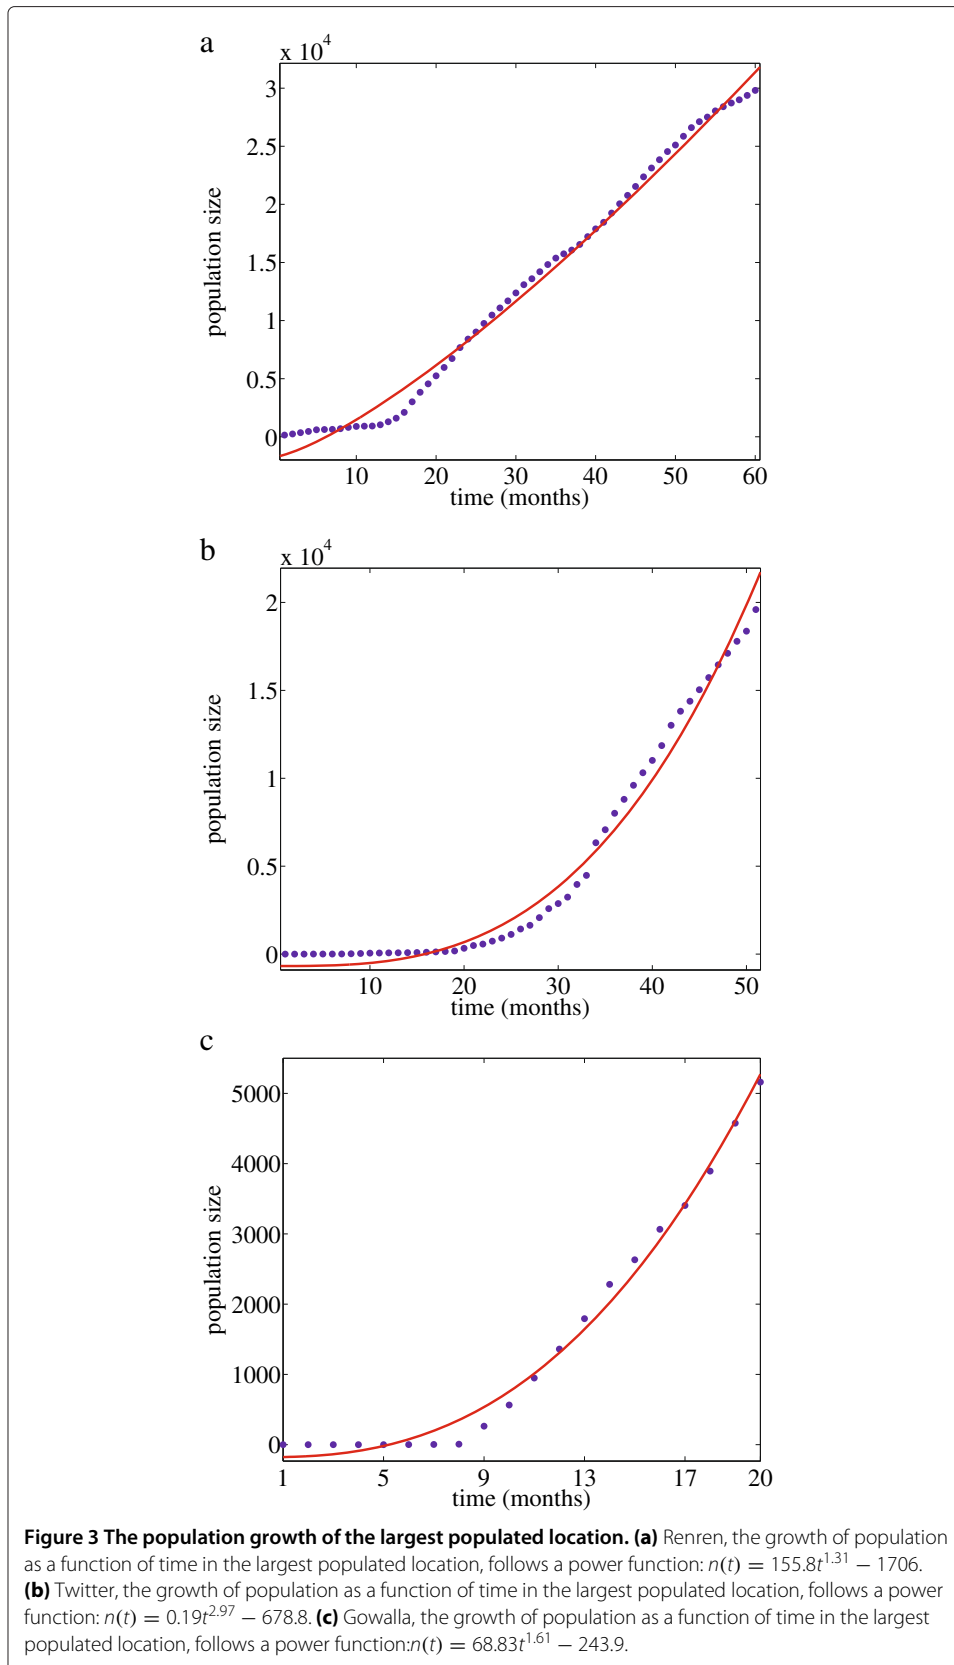 a
x 10⁴
3
2.5
2
1.5
1
0.5
0
population size
10 20 30 40 50 60
time (months)
b
x 10⁴
2
1.5
1
0.5
0
population size
10 20 30 40 50
time (months)
c
5000
4000
3000
2000
1000
0
population size
1 5 9 13 17 20
time (months)
Figure 3 The population growth of the largest populated location. (a) Renren, the growth of population
as a function of time in the largest populated location, follows a power function: n(t) = 155.8t^1.31 − 1706.
(b) Twitter, the growth of population as a function of time in the largest populated location, follows a power
function: n(t) = 0.19t^2.97 − 678.8. (c) Gowalla, the growth of population as a function of time in the largest
populated location, follows a power function:n(t) = 68.83t^1.61 − 243.9.